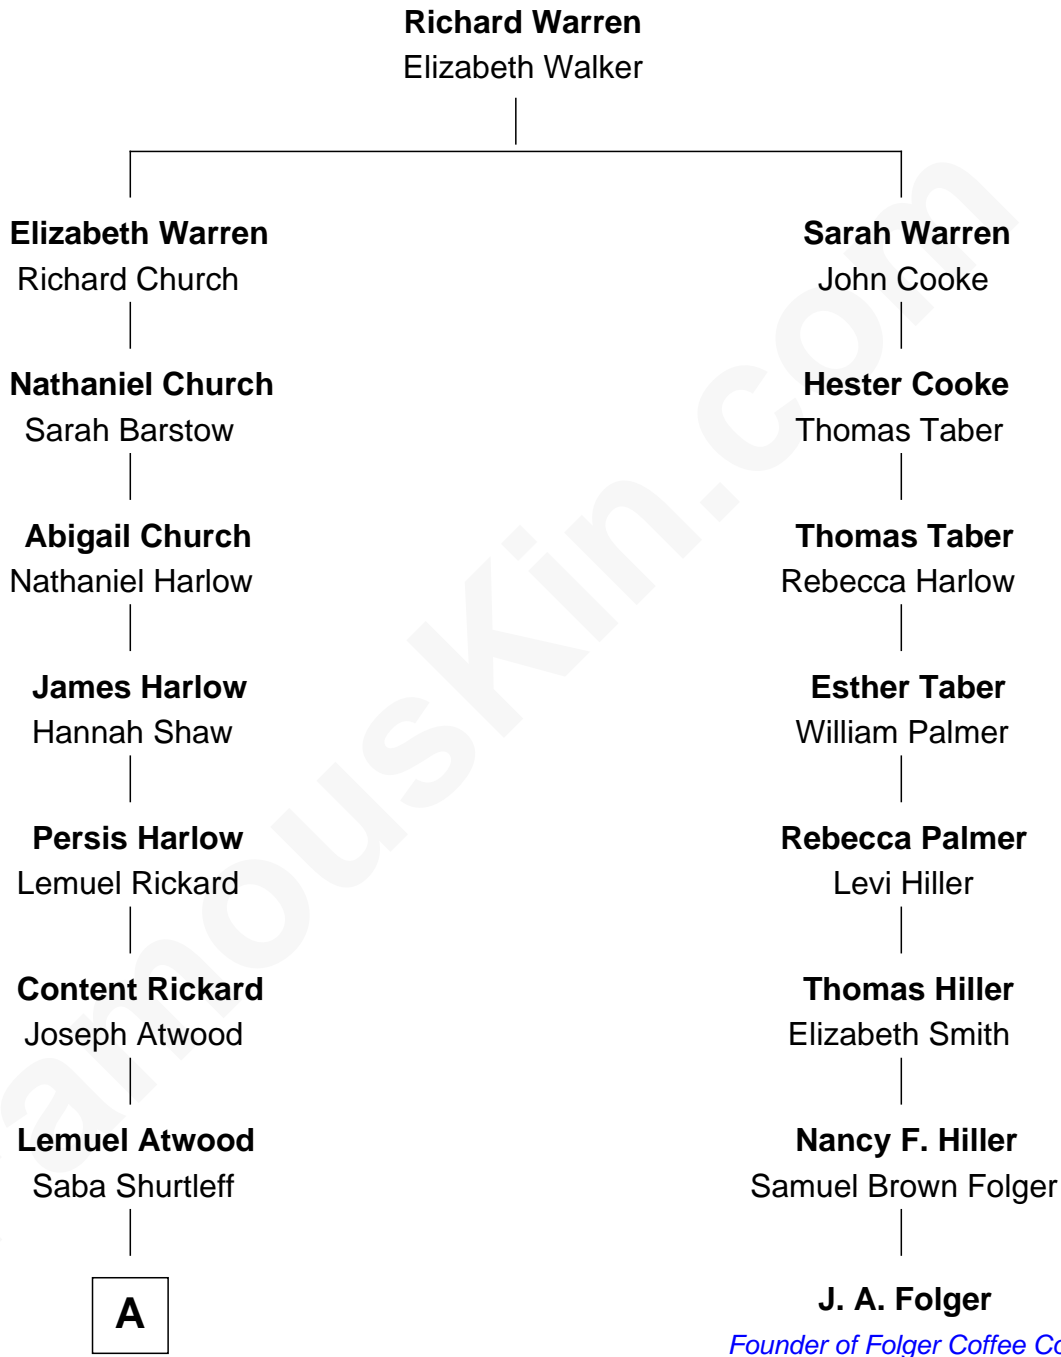 Richard Warren
Elizabeth Walker
Elizabeth Warren
Richard Church
Nathaniel Church
Sarah Barstow
Abigail Church
Nathaniel Harlow
James Harlow
Hannah Shaw
Persis Harlow
Lemuel Rickard
Content Rickard
Joseph Atwood
Lemuel Atwood
Saba Shurtleff
A
Sarah Warren
John Cooke
Hester Cooke
Thomas Taber
Thomas Taber
Rebecca Harlow
Esther Taber
William Palmer
Rebecca Palmer
Levi Hiller
Thomas Hiller
Elizabeth Smith
Nancy F. Hiller
Samuel Brown Folger
J. A. Folger
Founder of Folger Coffee Co
amouskin.com